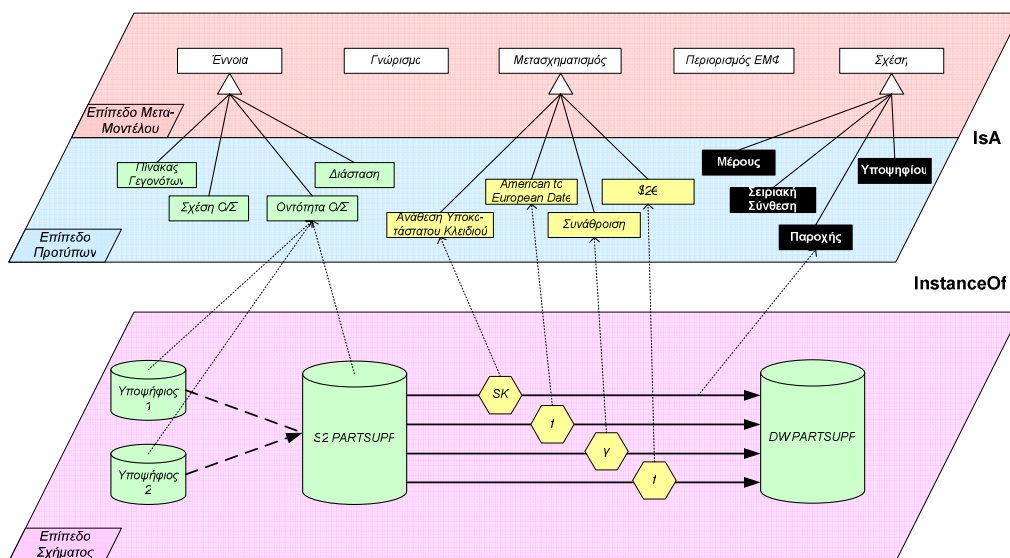 Έννοια
Γνώρισμα
Μετασχηματισμός
Περιορισμός ΕΜΦ
Σχέση
Επίπεδο Μετα-
Μοντέλου
IsA
Πίνακας
Γεγονότων
Διάσταση
Σχέση Ο/Σ
Οντότητα Ο/Σ
American to
European Date
$2€
Ανάθεση Υποκα-
τάστατου Κλειδιού
Συνάθροιση
Μέρους
Υποψηφίου
Σειριακή
Σύνθεση
Παροχής
Επίπεδο
Προτύπων
InstanceOf
Υποψήφιος
1
Υποψήφιος
2
S2.PARTSUPP
SK
f
γ
f
DW.PARTSUPP
Επίπεδο
Σχήματος